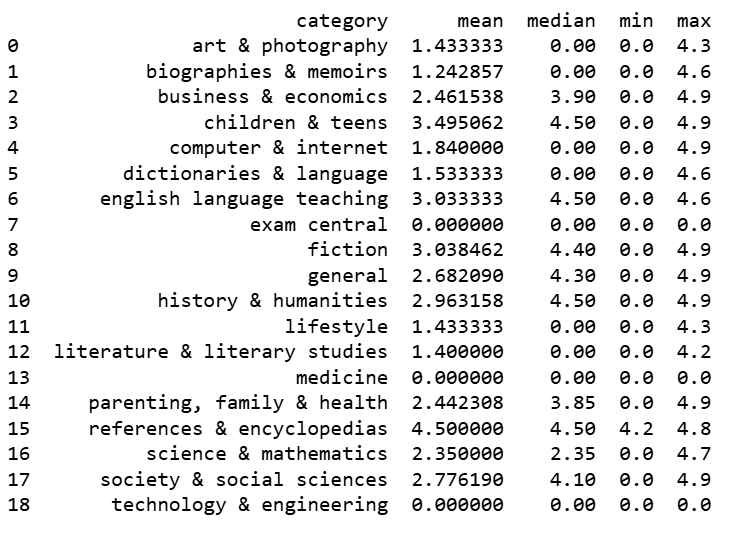 category mean median min max
0 art & photography 1.433333 0.00 0.0 4.3
1 biographies & memoirs 1.242857 0.00 0.0 4.6
2 business & economics 2.461538 3.90 0.0 4.9
3 children & teens 3.495062 4.50 0.0 4.9
4 computer & internet 1.840000 0.00 0.0 4.9
5 dictionaries & language 1.533333 0.00 0.0 4.6
6 english language teaching 3.033333 4.50 0.0 4.6
7 exam central 0.000000 0.00 0.0 0.0
8 fiction 3.038462 4.40 0.0 4.9
9 general 2.682090 4.30 0.0 4.9
10 history & humanities 2.963158 4.50 0.0 4.9
11 lifestyle 1.433333 0.00 0.0 4.3
12 literature & literary studies 1.400000 0.00 0.0 4.2
13 medicine 0.000000 0.00 0.0 0.0
14 parenting, family & health 2.442308 3.85 0.0 4.9
15 references & encyclopedias 4.500000 4.50 4.2 4.8
16 science & mathematics 2.350000 2.35 0.0 4.7
17 society & social sciences 2.776190 4.10 0.0 4.9
18 technology & engineering 0.000000 0.00 0.0 0.0